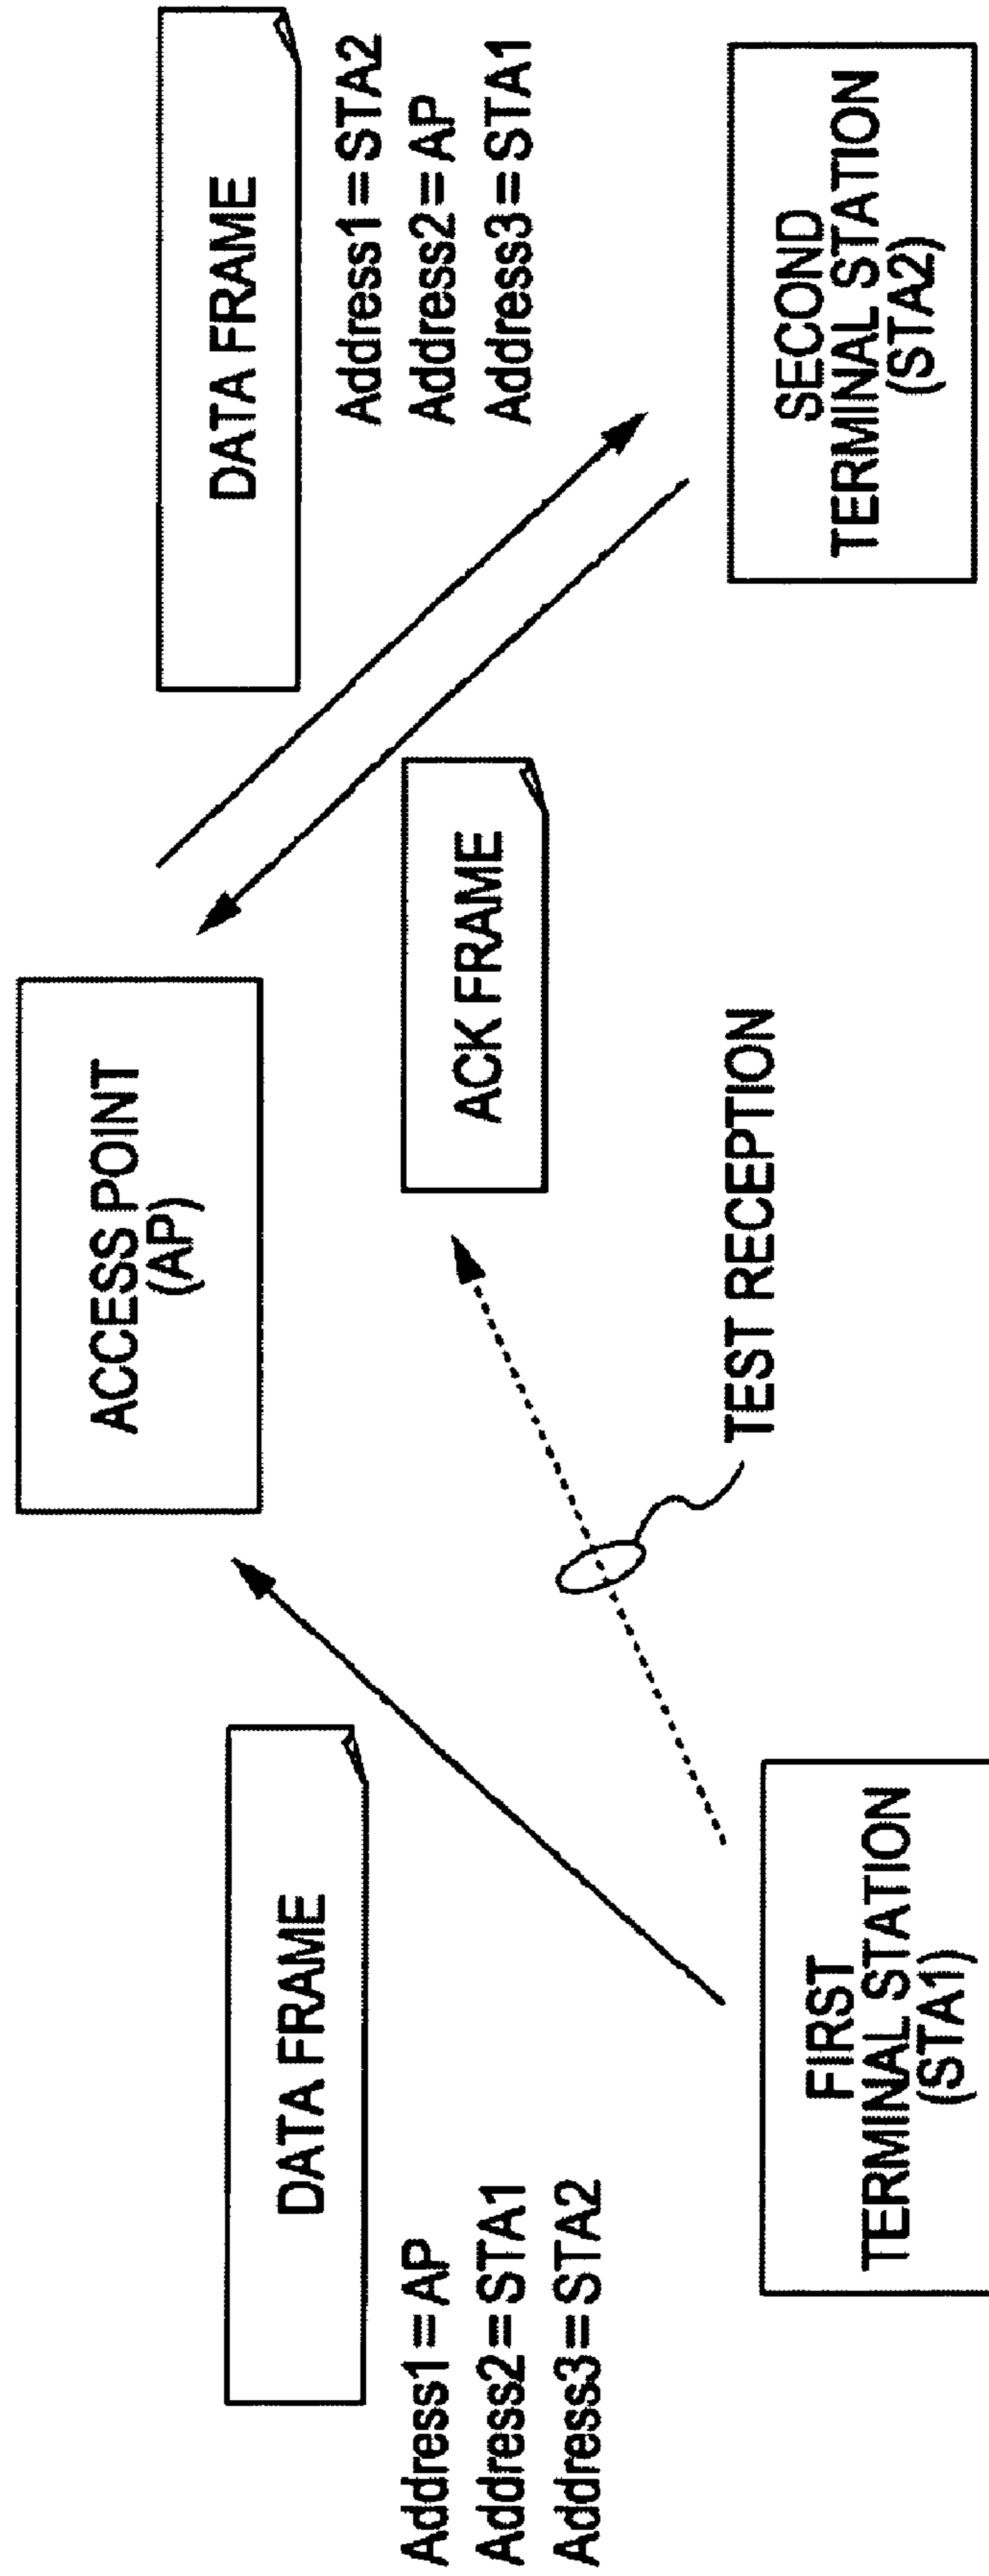 ACCESS POINT
(AP)
DATA FRAME
Address1=AP
Address2=STA1
Address3=STA2
DATA FRAME
Address1=STA2
Address2=AP
Address3=STA1
ACK FRAME
TEST RECEPTION
FIRST
TERMINAL STATION
(STA1)
SECOND
TERMINAL STATION
(STA2)